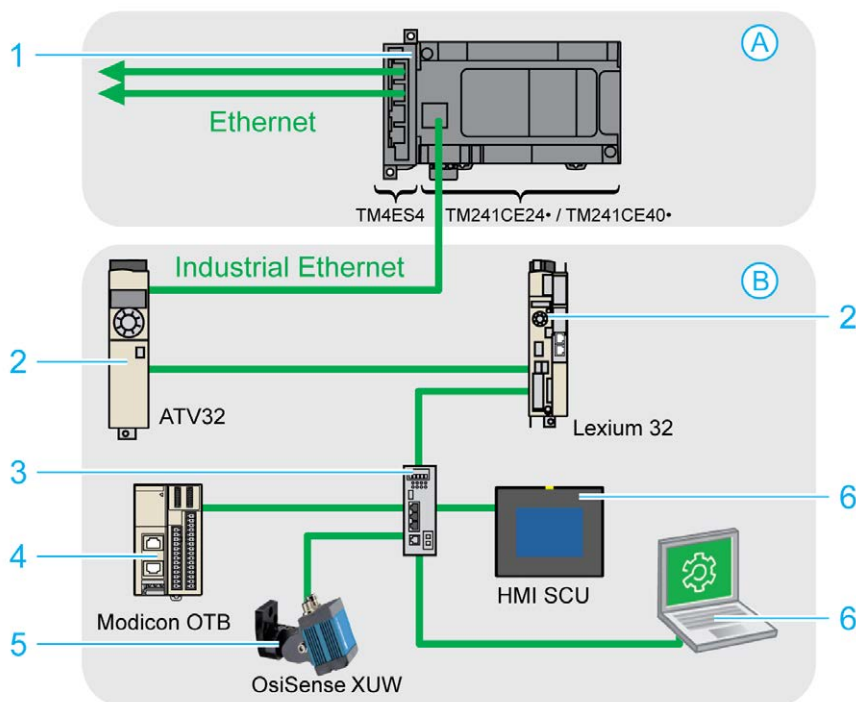 1
A
Ethernet
TM4ES4 TM241CE24• / TM241CE40•
Industrial Ethernet
B
2
2
ATV32
Lexium 32
3
6
4
HMI SCU
Modicon OTB
6
5
OsiSense XUW